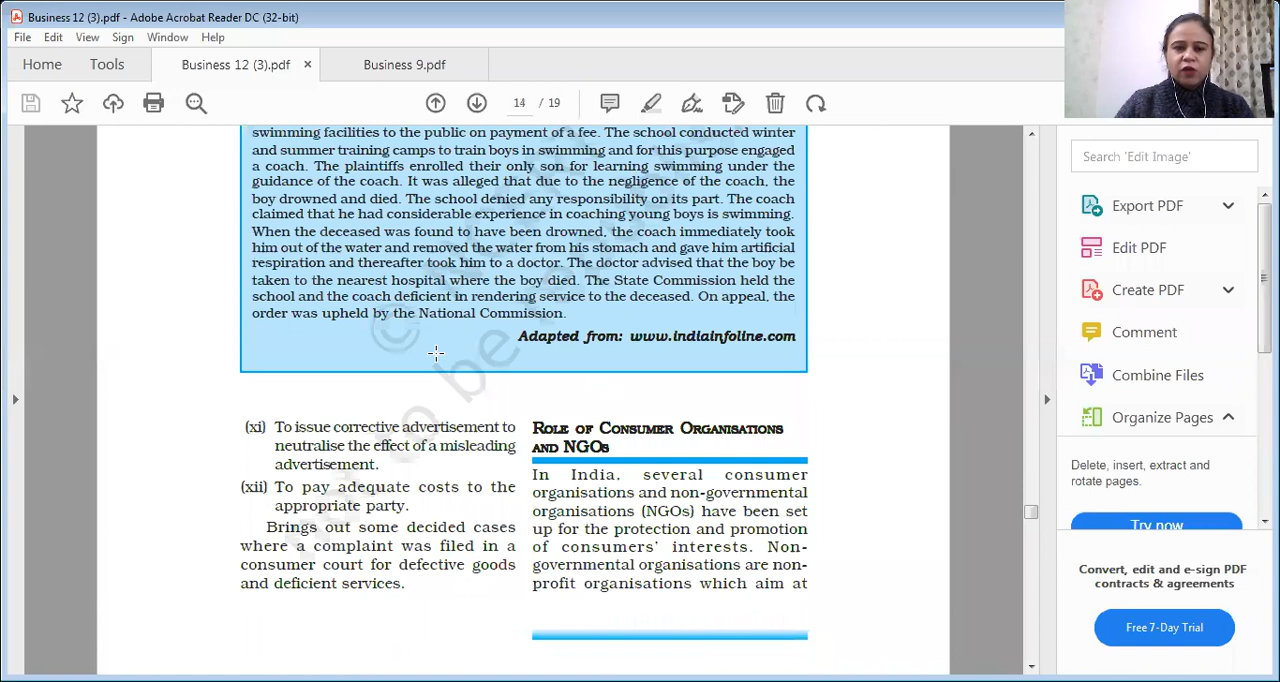 Business 12 (3).pdf - Adobe Acrobat Reader DC (32-bit)
File Edit View Sign Window Help
Home Tools Business 12 (3).pdf × Business 9.pdf
14 / 19
swimming facilities to the public on payment of a fee. The school conducted winter
and summer training camps to train boys in swimming and for this purpose engaged
a coach. The plaintiffs enrolled their only son for learning swimming under the
guidance of the coach. It was alleged that due to the negligence of the coach, the
boy drowned and died. The school denied any responsibility on its part. The coach
claimed that he had considerable experience in coaching young boys is swimming.
When the deceased was found to have been drowned, the coach immediately took
him out of the water and removed the water from his stomach and gave him artificial
respiration and thereafter took him to a doctor. The doctor advised that the boy be
taken to the nearest hospital where the boy died. The State Commission held the
school and the coach deficient in rendering service to the deceased. On appeal, the
order was upheld by the National Commission.
Adapted from: www.indiainfoline.com
(xi) To issue corrective advertisement to
neutralise the effect of a misleading
advertisement.
(xii) To pay adequate costs to the
appropriate party.
Brings out some decided cases
where a complaint was filed in a
consumer court for defective goods
and deficient services.
ROLE OF CONSUMER ORGANISATIONS
AND NGOS
In India, several consumer
organisations and non-governmental
organisations (NGOs) have been set
up for the protection and promotion
of consumers' interests. Non-
governmental organisations are non-
profit organisations which aim at
not to be
Search 'Edit Image'
Export PDF
Edit PDF
Create PDF
Comment
Combine Files
Organize Pages
Delete, insert, extract and
rotate pages.
Try now
Convert, edit and e-sign PDF
contracts & agreements
Free 7-Day Trial